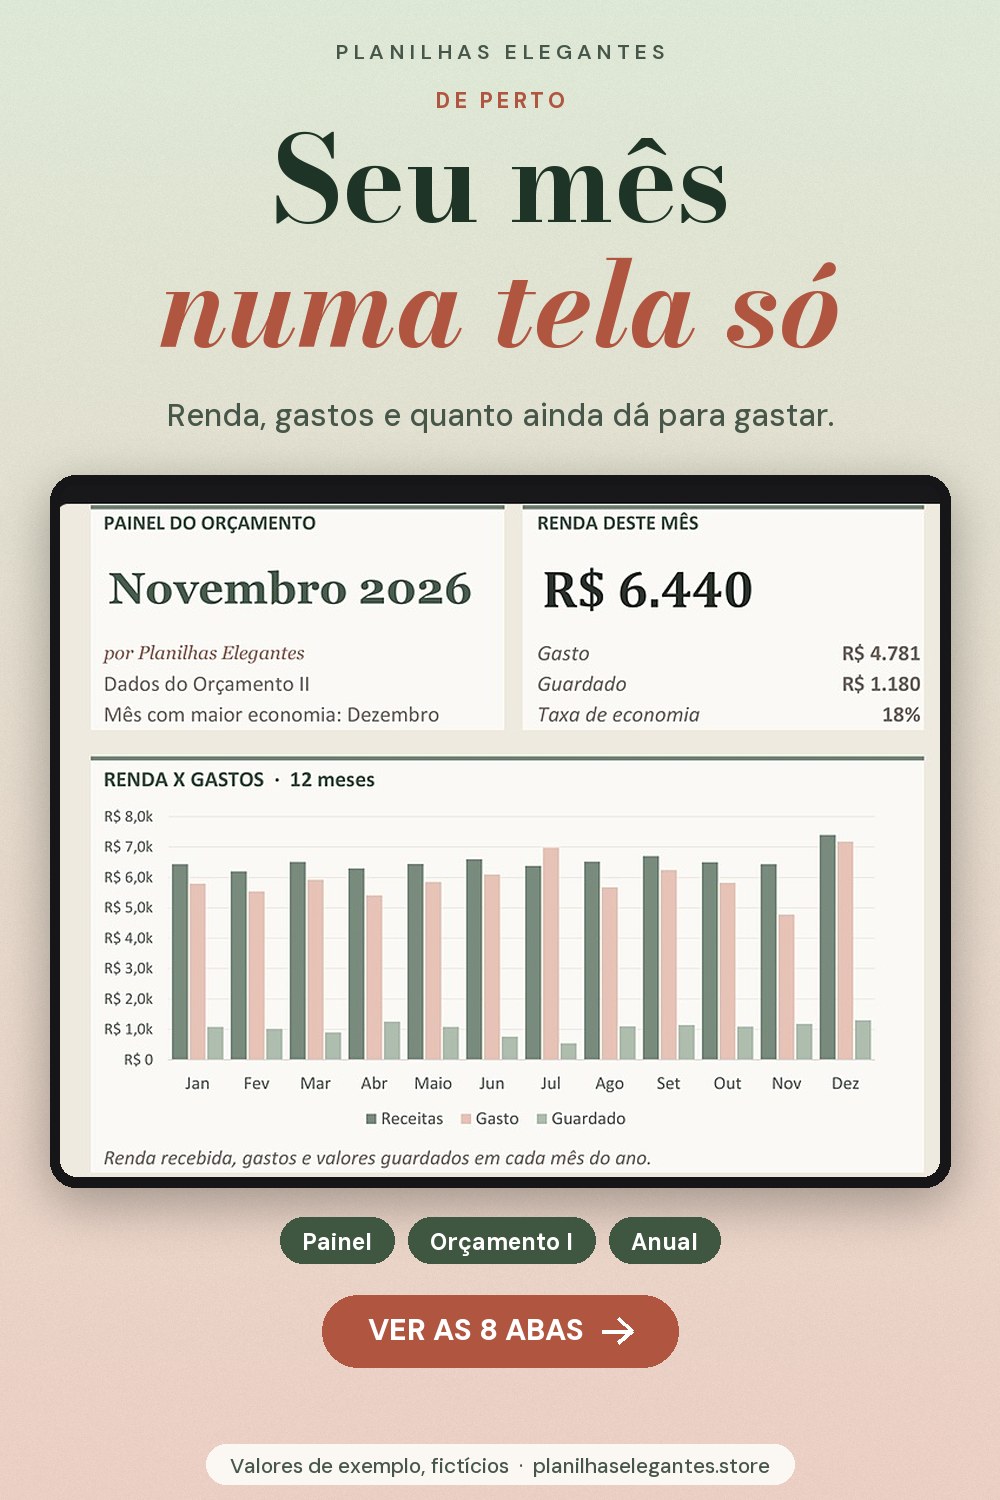 PLANILHAS ELEGANTES
DE PERTO
Seu mês
numa tela só
Renda, gastos e quanto ainda dá para gastar.
PAINEL DO ORÇAMENTO
Novembro 2026
por Planilhas Elegantes
Dados do Orçamento II
Mês com maior economia: Dezembro
RENDA DESTE MÊS
R$ 6.440
Gasto R$ 4.781
Guardado R$ 1.180
Taxa de economia 18%
RENDA X GASTOS · 12 meses
R$ 8,0k
R$ 7,0k
R$ 6,0k
R$ 5,0k
R$ 4,0k
R$ 3,0k
R$ 2,0k
R$ 1,0k
R$ 0
Jan Fev Mar Abr Maio Jun Jul Ago Set Out Nov Dez
Receitas Gasto Guardado
Renda recebida, gastos e valores guardados em cada mês do ano.
Painel Orçamento I Anual
VER AS 8 ABAS →
Valores de exemplo, fictícios · planilhaselegantes.store